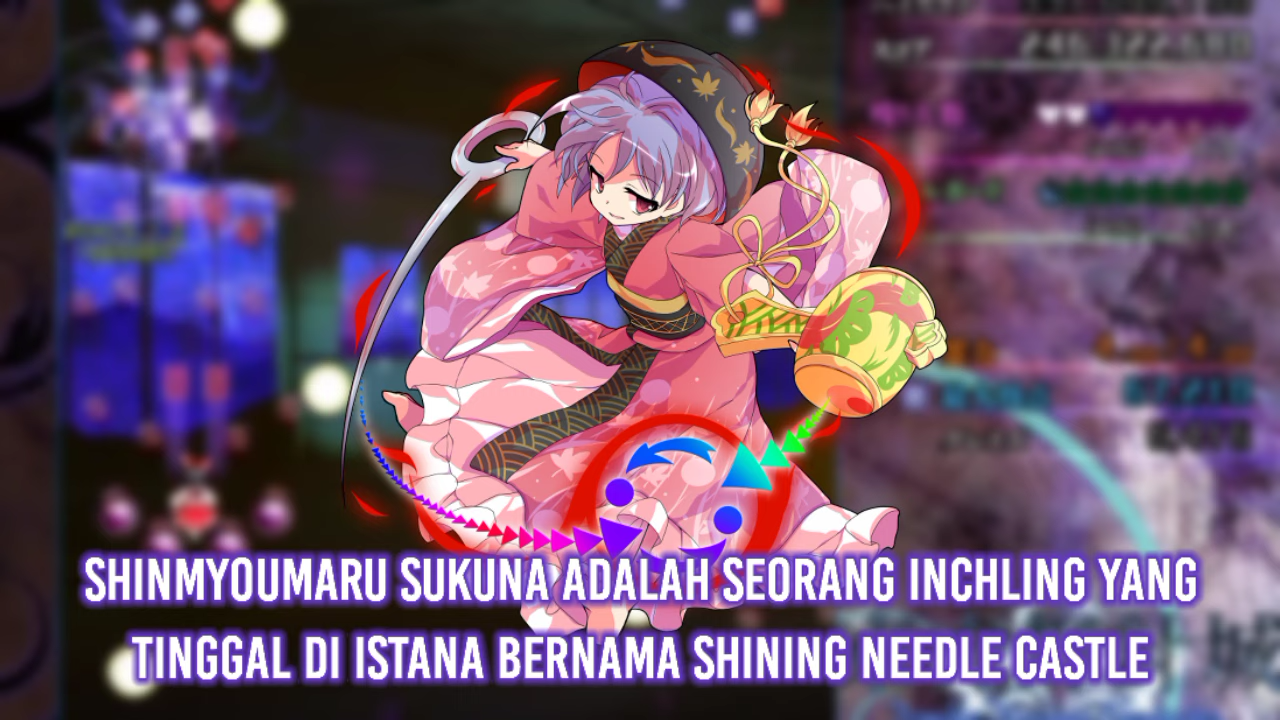 SHINMYOUMARU SUKUNA ADALAH SEORANG INCHLING YANG
TINGGAL DI ISTANA BERNAMA SHINING NEEDLE CASTLE